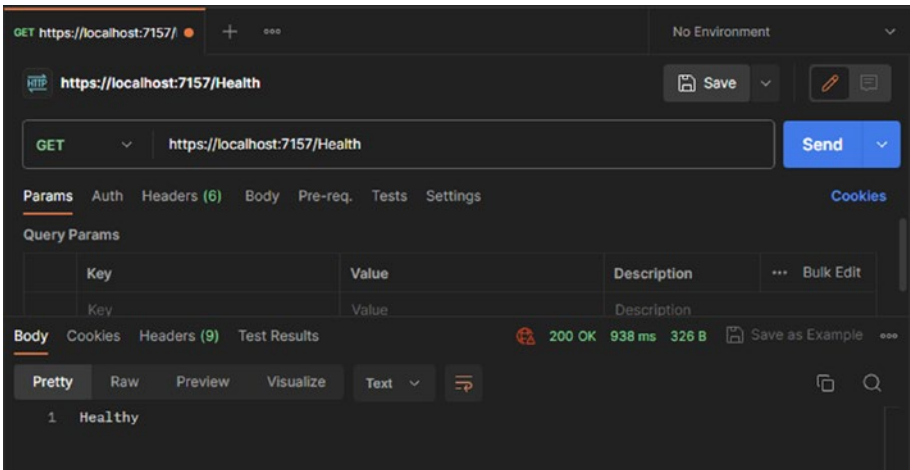 GET https://localhost:7157/
No Environment
HTTP https://localhost:7157/Health
Save
GET https://localhost:7157/Health Send
Params Auth Headers (6) Body Pre-req. Tests Settings Cookies
Query Params
Key Value Description Bulk Edit
Key Value Description
Body Cookies Headers (9) Test Results 200 OK 938 ms 326 B Save as Example
Pretty Raw Preview Visualize Text
1 Healthy